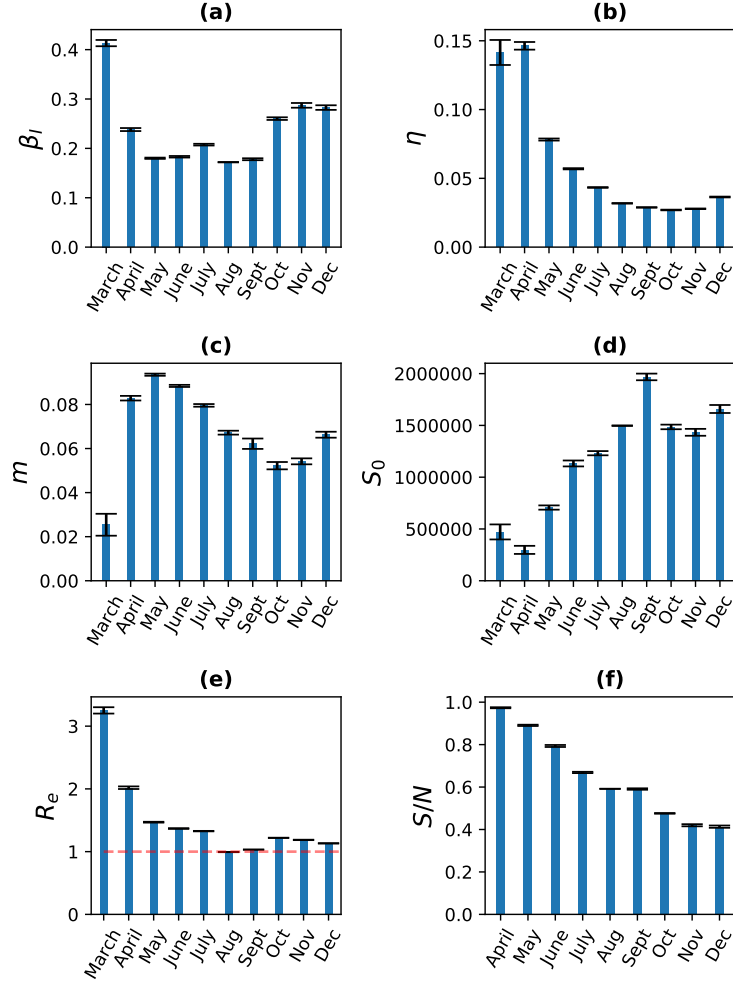 (a)
0.4
0.3
0.2
0.1
0.0
β_I
March April May June July Aug Sept Oct Nov Dec
(b)
0.15
0.10
0.05
0.00
η
March April May June July Aug Sept Oct Nov Dec
(c)
0.08
0.06
0.04
0.02
0.00
m
March April May June July Aug Sept Oct Nov Dec
(d)
2000000
1500000
1000000
500000
0
S_0
March April May June July Aug Sept Oct Nov Dec
(e)
3
2
1
0
R_e
March April May June July Aug Sept Oct Nov Dec
(f)
1.0
0.8
0.6
0.4
0.2
0.0
S/N
April May June July Aug Sept Oct Nov Dec